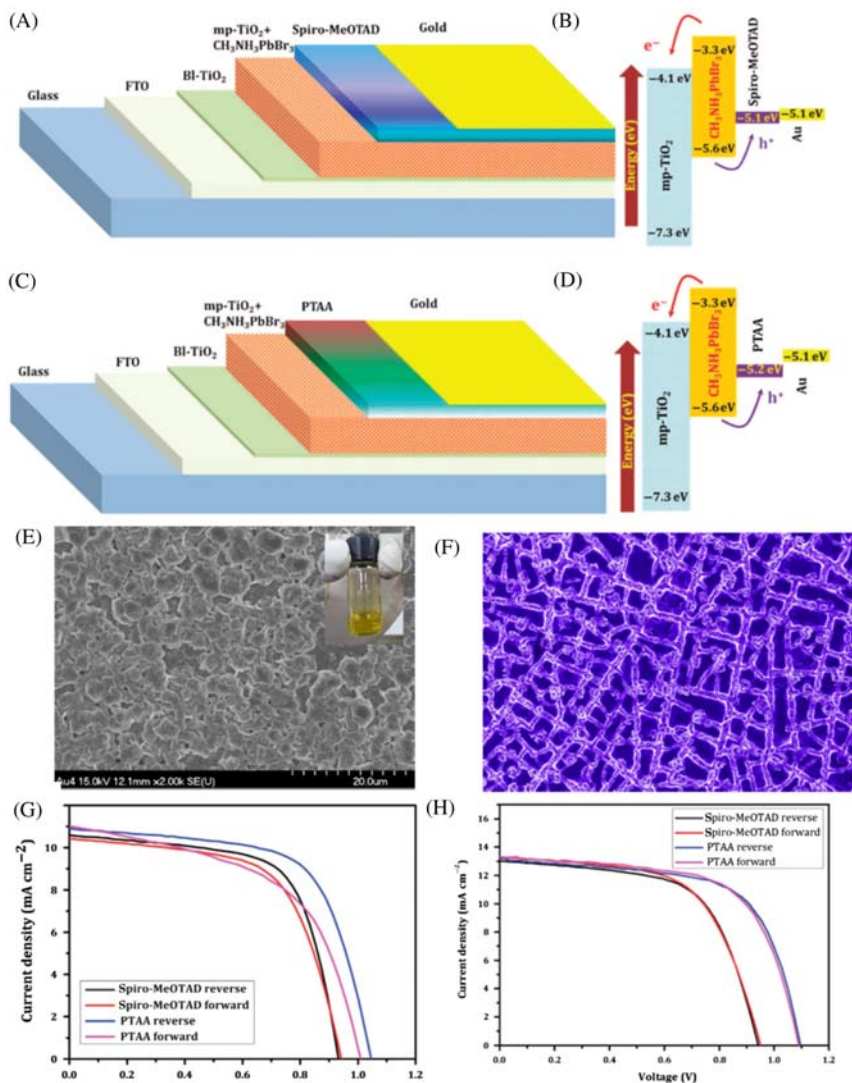 (A)
mp-TiO₂+
CH₃NH₃PbBr₃
Spiro-MeOTAD
Gold
Bl-TiO₂
FTO
Glass
(B)
e⁻
−3.3 eV
−4.1 eV
Spiro-MeOTAD
CH₃NH₃PbBr₃
−5.1 eV
−5.1 eV
Au
Energy (eV)
mp-TiO₂
−5.6 eV
h⁺
−7.3 eV
(C)
mp-TiO₂+
CH₃NH₃PbBr₃
PTAA
Gold
Bl-TiO₂
FTO
Glass
(D)
e⁻
−3.3 eV
−4.1 eV
PTAA
CH₃NH₃PbBr₃
−5.1 eV
−5.2 eV
Au
Energy (eV)
mp-TiO₂
−5.6 eV
h⁺
−7.3 eV
(E)
Au4 15.0kV 12.1mm x2.00k SE(U)
20.0um
(F)
(G)
Current density (mA cm⁻²)
10
8
6
4
2
0
Spiro-MeOTAD reverse
Spiro-MeOTAD forward
PTAA reverse
PTAA forward
0.0 0.2 0.4 0.6 0.8 1.0 1.2
(H)
Current density (mA cm⁻²)
16
14
12
10
8
6
4
2
0
Spiro-MeOTAD reverse
Spiro-MeOTAD forward
PTAA reverse
PTAA forward
0.0 0.2 0.4 0.6 0.8 1.0 1.2
Voltage (V)